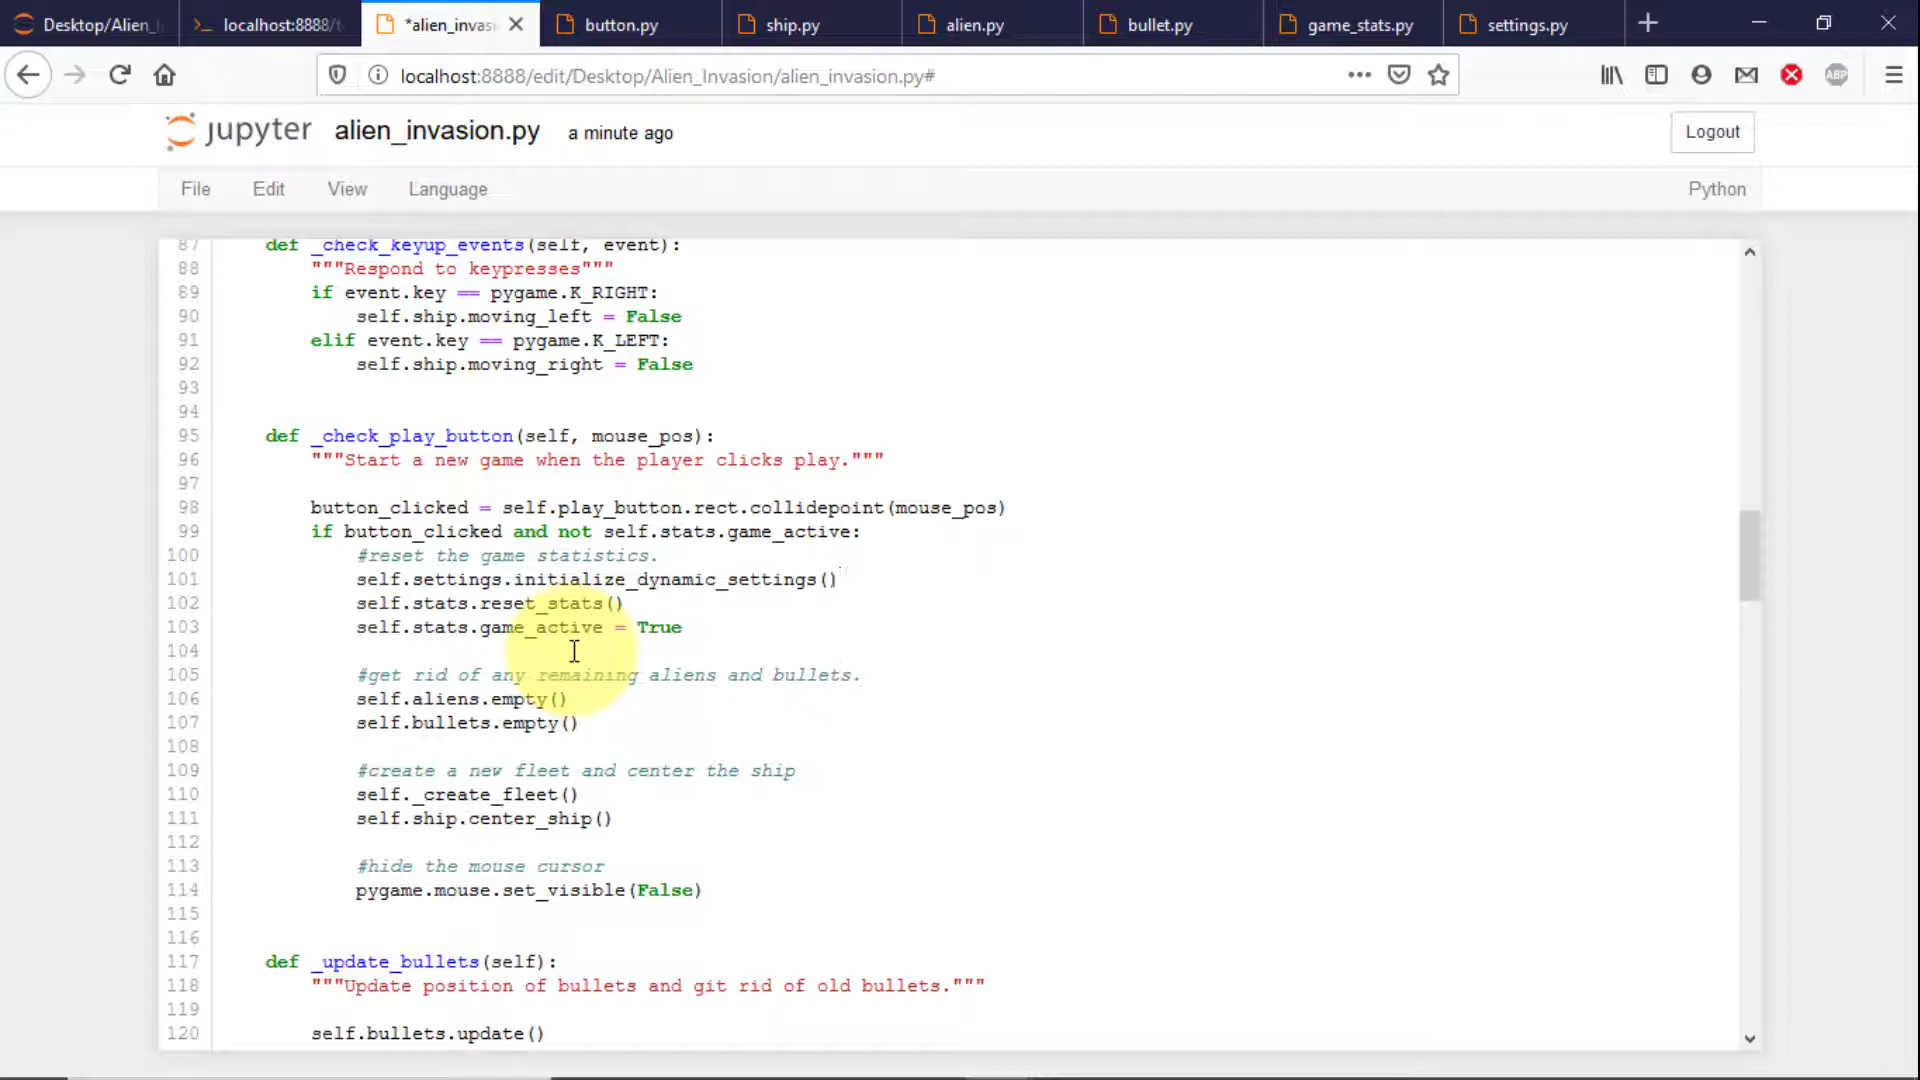 Desktop/Alien_
localhost:8888/t
*alien_invas
button.py
ship.py
alien.py
bullet.py
game_stats.py
settings.py
localhost:8888/edit/Desktop/Alien_Invasion/alien_invasion.py#
ABP
jupyter alien_invasion.py a minute ago
Logout
File Edit View Language
Python
87 def _check_keyup_events(self, event):
88 """Respond to keypresses"""
89 if event.key == pygame.K_RIGHT:
90 self.ship.moving_left = False
91 elif event.key == pygame.K_LEFT:
92 self.ship.moving_right = False
93
94
95 def _check_play_button(self, mouse_pos):
96 """Start a new game when the player clicks play."""
97
98 button_clicked = self.play_button.rect.collidepoint(mouse_pos)
99 if button_clicked and not self.stats.game_active:
100 #reset the game statistics.
101 self.settings.initialize_dynamic_settings()
102 self.stats.reset_stats()
103 self.stats.game_active = True
104
105 #get rid of any remaining aliens and bullets.
106 self.aliens.empty()
107 self.bullets.empty()
108
109 #create a new fleet and center the ship
110 self._create_fleet()
111 self.ship.center_ship()
112
113 #hide the mouse cursor
114 pygame.mouse.set_visible(False)
115
116
117 def _update_bullets(self):
118 """Update position of bullets and git rid of old bullets."""
119
120 self.bullets.update()